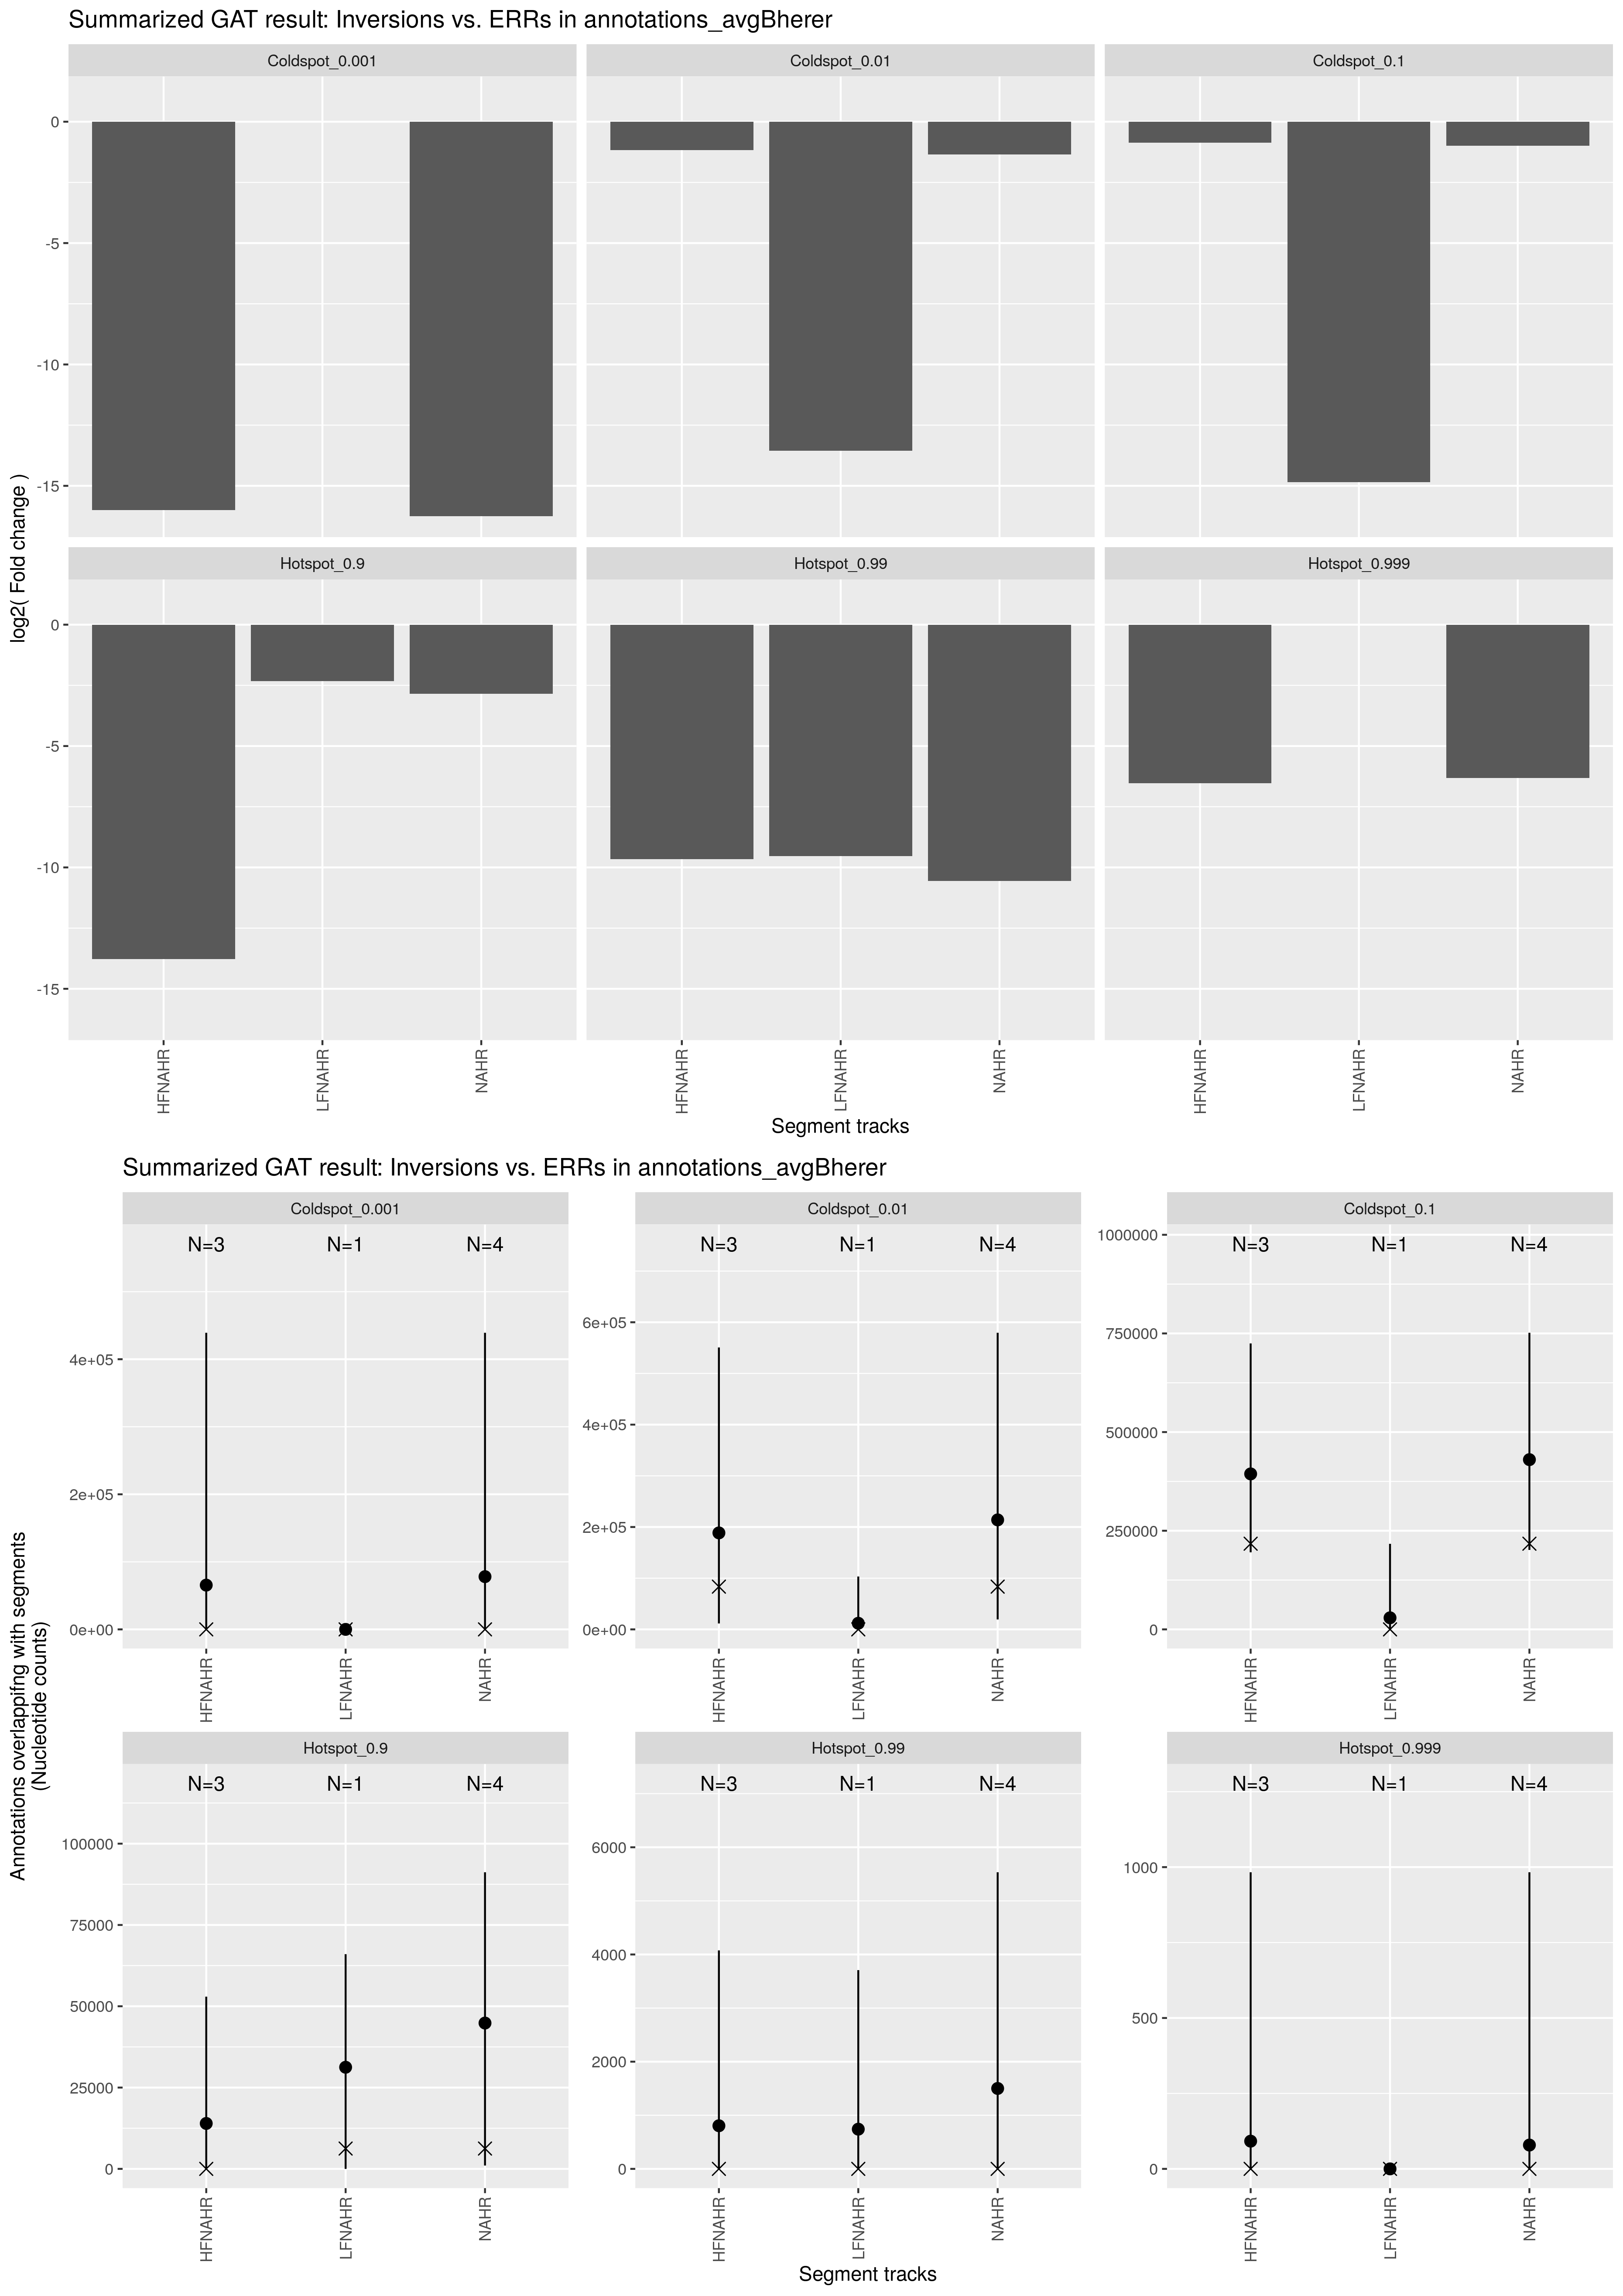 Summarized GAT result: Inversions vs. ERRs in annotations_avgBherer
Coldspot_0.001
Coldspot_0.01
Coldspot_0.1
0
-5
-10
-15
Hotspot_0.9
Hotspot_0.99
Hotspot_0.999
0
-5
-10
-15
log2( Fold change )
HFNAHR
LFNAHR
NAHR
HFNAHR
LFNAHR
NAHR
HFNAHR
LFNAHR
NAHR
Segment tracks
Summarized GAT result: Inversions vs. ERRs in annotations_avgBherer
Coldspot_0.001
N=3 N=1 N=4
4e+05
2e+05
0e+00
HFNAHR
LFNAHR
NAHR
Coldspot_0.01
N=3 N=1 N=4
6e+05
4e+05
2e+05
0e+00
HFNAHR
LFNAHR
NAHR
Coldspot_0.1
N=3 N=1 N=4
1000000
750000
500000
250000
0
HFNAHR
LFNAHR
NAHR
Annotations overlappifng with segments
(Nucleotide counts)
Hotspot_0.9
N=3 N=1 N=4
100000
75000
50000
25000
0
HFNAHR
LFNAHR
NAHR
Hotspot_0.99
N=3 N=1 N=4
6000
4000
2000
0
HFNAHR
LFNAHR
NAHR
Hotspot_0.999
N=3 N=1 N=4
1000
500
0
HFNAHR
LFNAHR
NAHR
Segment tracks